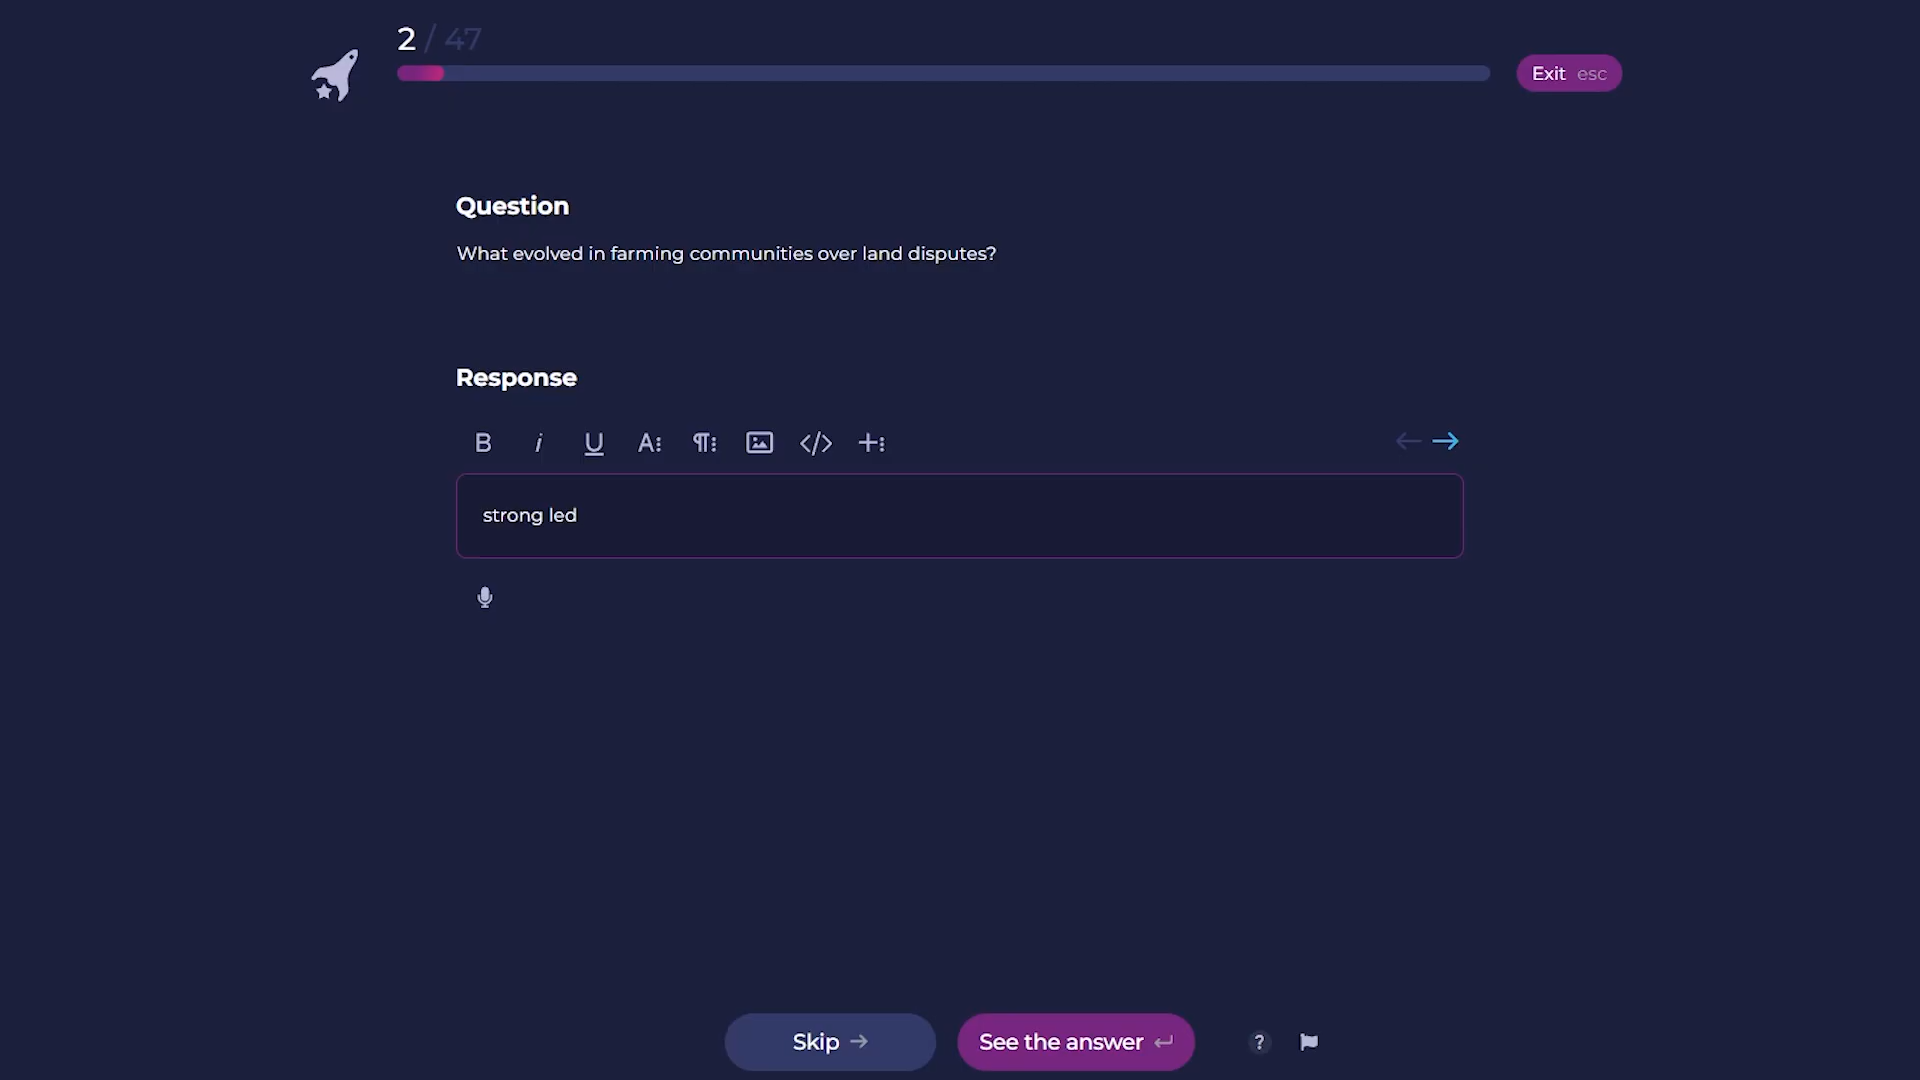 2 / 47
Exit esc
Question
What evolved in farming communities over land disputes?
Response
B i U A ¶ </> +
strong led
Skip →
See the answer ↵
?